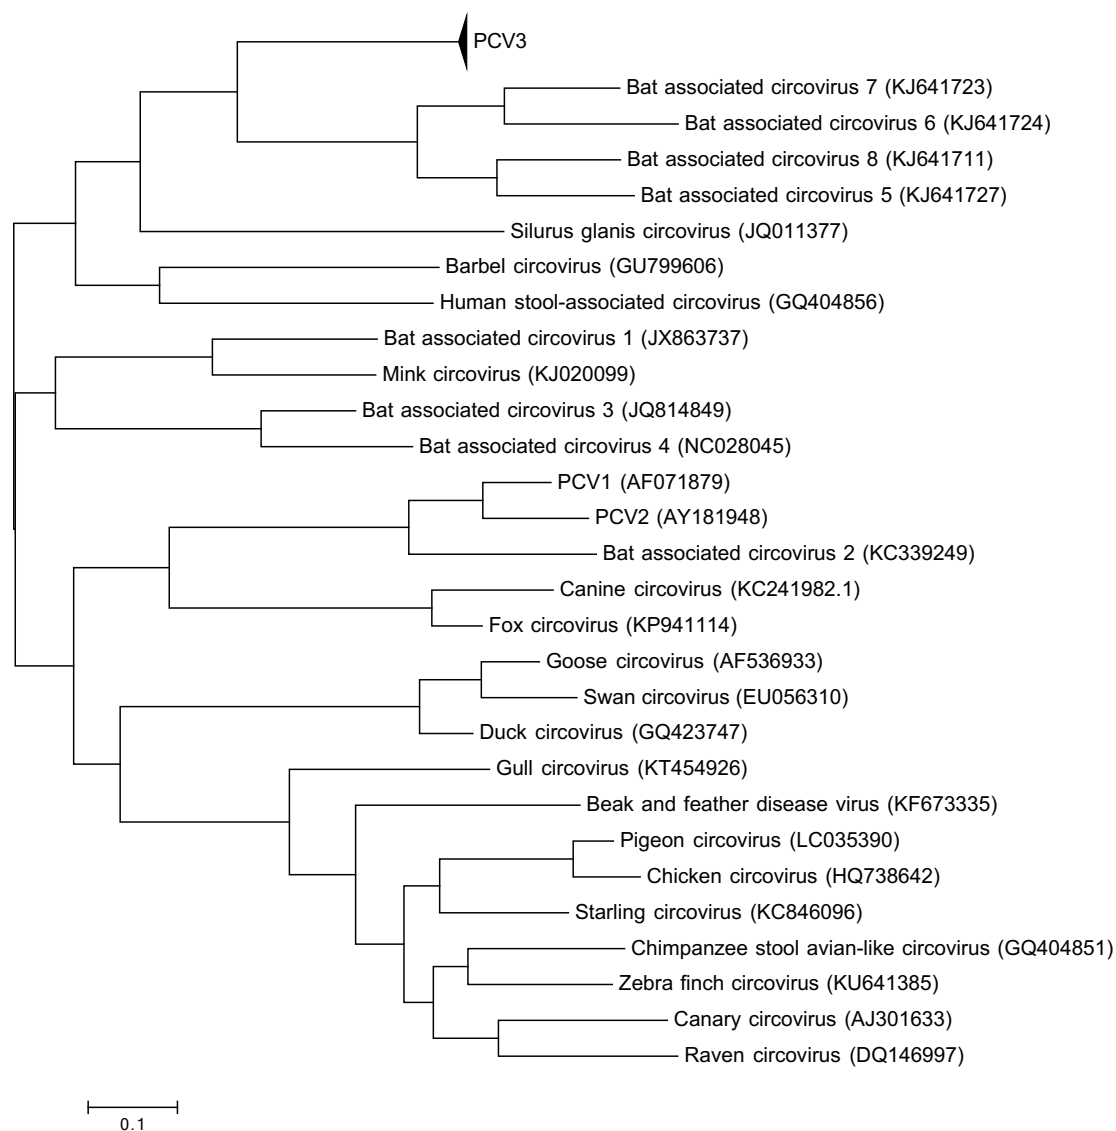 PCV3
Bat associated circovirus 7 (KJ641723)
Bat associated circovirus 6 (KJ641724)
Bat associated circovirus 8 (KJ641711)
Bat associated circovirus 5 (KJ641727)
Silurus glanis circovirus (JQ011377)
Barbel circovirus (GU799606)
Human stool-associated circovirus (GQ404856)
Bat associated circovirus 1 (JX863737)
Mink circovirus (KJ020099)
Bat associated circovirus 3 (JQ814849)
Bat associated circovirus 4 (NC028045)
PCV1 (AF071879)
PCV2 (AY181948)
Bat associated circovirus 2 (KC339249)
Canine circovirus (KC241982.1)
Fox circovirus (KP941114)
Goose circovirus (AF536933)
Swan circovirus (EU056310)
Duck circovirus (GQ423747)
Gull circovirus (KT454926)
Beak and feather disease virus (KF673335)
Pigeon circovirus (LC035390)
Chicken circovirus (HQ738642)
Starling circovirus (KC846096)
Chimpanzee stool avian-like circovirus (GQ404851)
Zebra finch circovirus (KU641385)
Canary circovirus (AJ301633)
Raven circovirus (DQ146997)
0.1